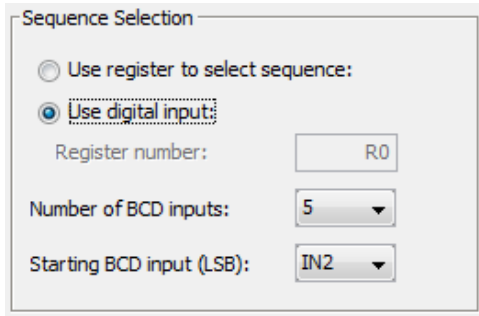 Sequence Selection
Use register to select sequence:
Use digital input:
Register number: R0
Number of BCD inputs: 5
Starting BCD input (LSB): IN2